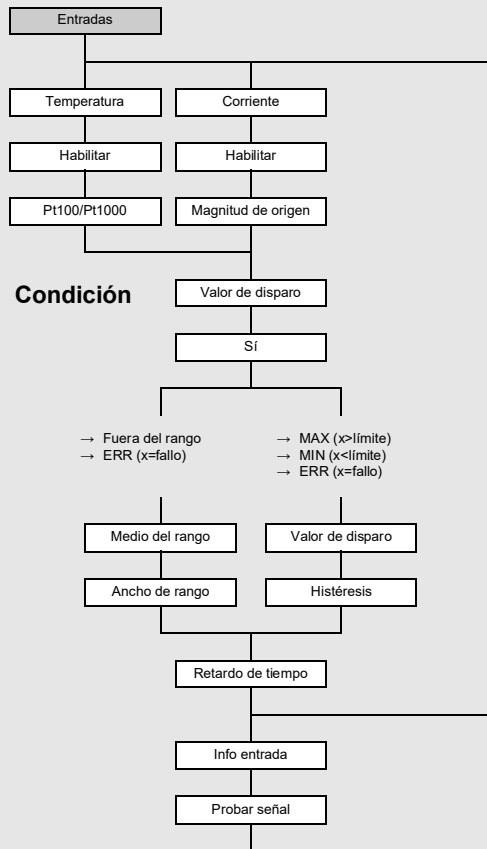 Entradas
Temperatura
Corriente
Habilitar
Habilitar
Pt100/Pt1000
Magnitud de origen
Condición
Valor de disparo
Sí
→ Fuera del rango
→ ERR (x=fallo)
→ MAX (x>límite)
→ MIN (x<límite)
→ ERR (x=fallo)
Medio del rango
Valor de disparo
Ancho de rango
Histéresis
Retardo de tiempo
Info entrada
Probar señal